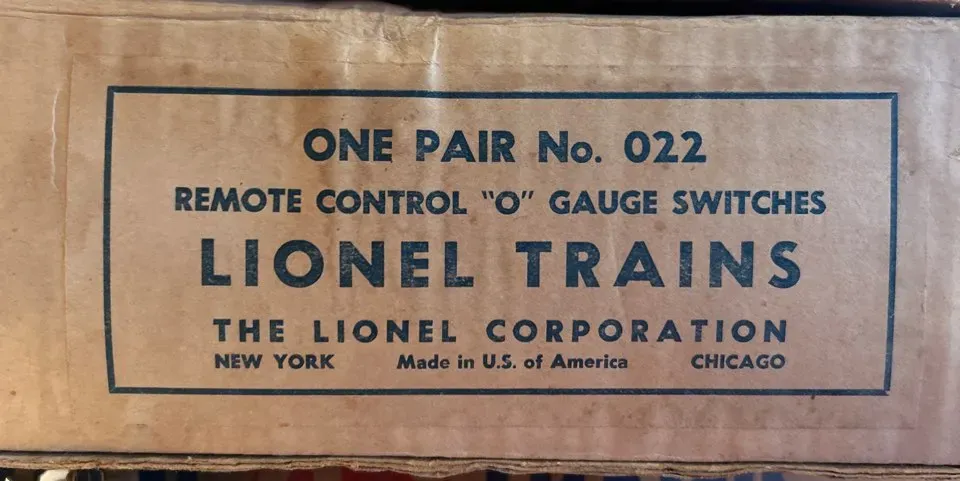 ONE PAIR No. 022
REMOTE CONTROL "O" GAUGE SWITCHES
LIONEL TRAINS
THE LIONEL CORPORATION
NEW YORK Made in U.S. of America CHICAGO